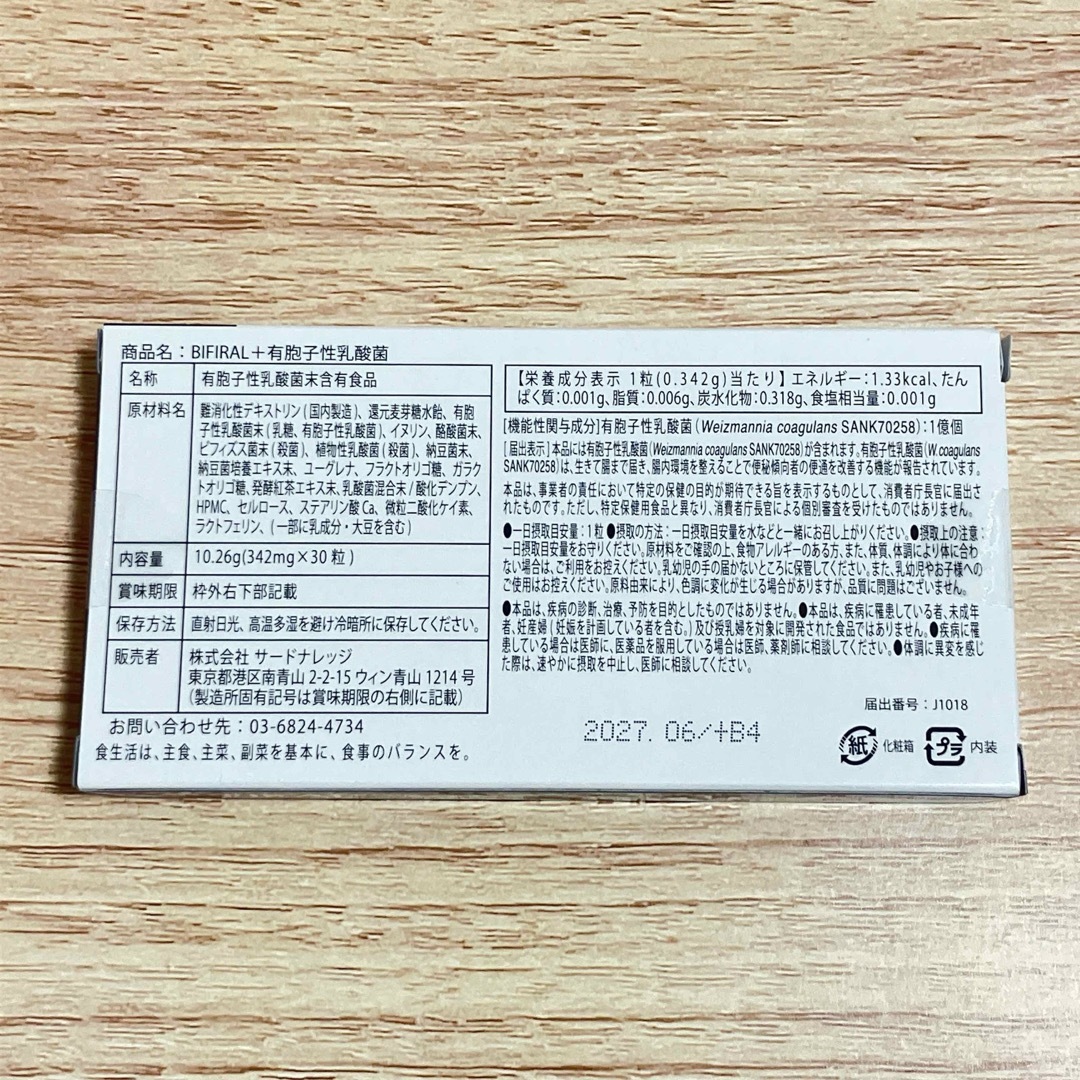 商品名：BIFIRAL＋有胞子性乳酸菌
名称 有胞子性乳酸菌末含有食品
原材料名 難消化性デキストリン(国内製造)、還元麦芽糖水飴、有胞
子性乳酸菌末(乳糖、有胞子性乳酸菌)、イヌリン、酪酸菌末、
ビフィズス菌末(殺菌)、植物性乳酸菌(殺菌)、納豆菌末、
納豆菌培養エキス末、ユーグレナ、フラクトオリゴ糖、ガラク
トオリゴ糖、発酵紅茶エキス末、乳酸菌混合末/酸化デンプン、
HPMC、セルロース、ステアリン酸Ca、微粒二酸化ケイ素、
ラクトフェリン、(一部に乳成分・大豆を含む)
内容量 10.26g(342mg×30粒)
賞味期限 枠外右下部記載
保存方法 直射日光、高温多湿を避け冷暗所に保存してください。
販売者 株式会社 サードナレッジ
東京都港区南青山 2-2-15 ウィン青山 1214号
(製造所固有記号は賞味期限の右側に記載)
お問い合わせ先：03-6824-4734
食生活は、主食、主菜、副菜を基本に、食事のバランスを。
【栄養成分表示 1粒(0.342g)当たり】エネルギー：1.33kcal、たん
ぱく質：0.001g、脂質：0.006g、炭水化物：0.318g、食塩相当量：0.001g
[機能性関与成分]有胞子性乳酸菌(Weizmannia coagulans SANK70258)：1億個
[届出表示]本品には有胞子性乳酸菌(Weizmannia coagulans SANK70258)が含まれます。有胞子性乳酸菌(W.coagulans
SANK70258)は、生きて腸まで届き、腸内環境を整えることで便秘傾向者の便通を改善する機能が報告されています。
本品は、事業者の責任において特定の保健の目的が期待できる旨を表示するものとして、消費者庁長官に届出され
たものです。ただし、特定保健用食品と異なり、消費者庁長官による個別審査を受けたものではありません。
●一日摂取目安量：1粒●摂取の方法：一日摂取目安量を水などと一緒にお召し上がりください。●摂取上の注意：
一日摂取目安量をお守りください。原材料をご確認の上、食物アレルギーのある方、また、体質、体調により体に合わ
ない場合は、ご利用をお控えください。乳幼児の手の届かないところに保管してください。また、乳幼児やお子様への
ご使用はお控えください。原料由来により、色調に変化が生じる場合がありますが、品質に問題はございません。
●本品は、疾病の診断、治療、予防を目的としたものではありません。●本品は、疾病に罹患している者、未成年
者、妊産婦(妊娠を計画している者を含む。)及び授乳婦を対象に開発された食品ではありません。●疾病に罹
患している場合は医師に、医薬品を服用している場合は医師、薬剤師に相談してください。●体調に異変を感じ
た際は、速やかに摂取を中止し、医師に相談してください。
届出番号：J1018
2027. 06/+B4
紙 化粧箱 プラ 内装